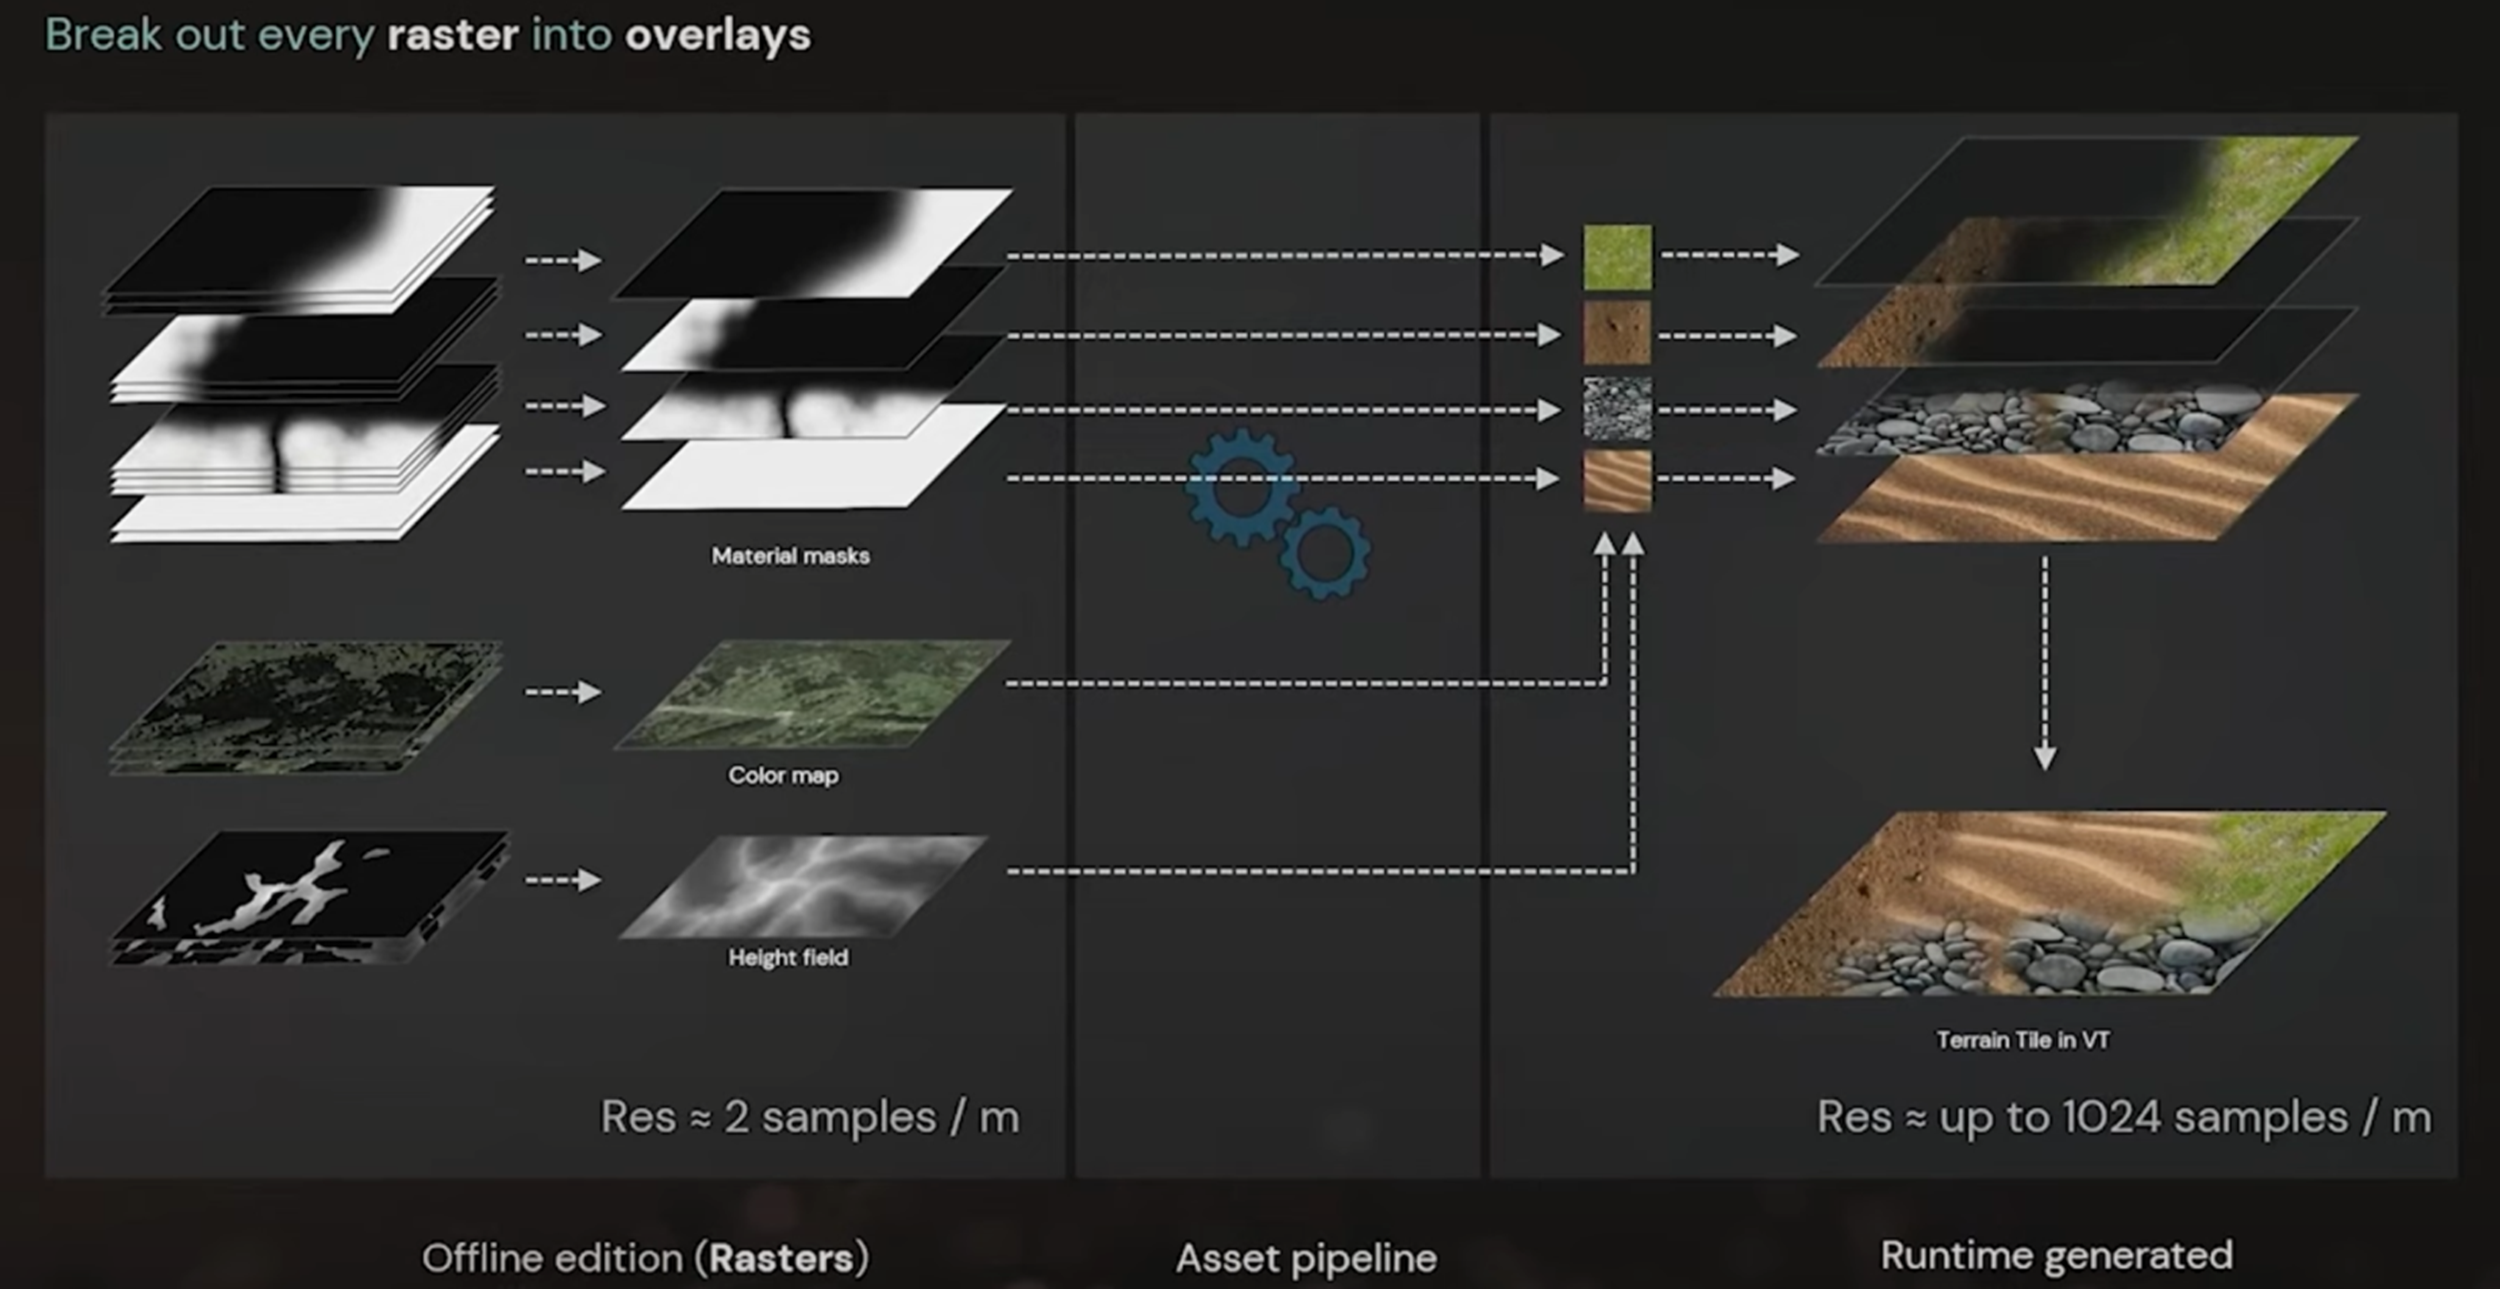 Break out every raster into overlays
Material masks
Color map
Height field
Res ≈ 2 samples / m
Terrain Tile in VT
Res ≈ up to 1024 samples / m
Offline edition (Rasters)
Asset pipeline
Runtime generated